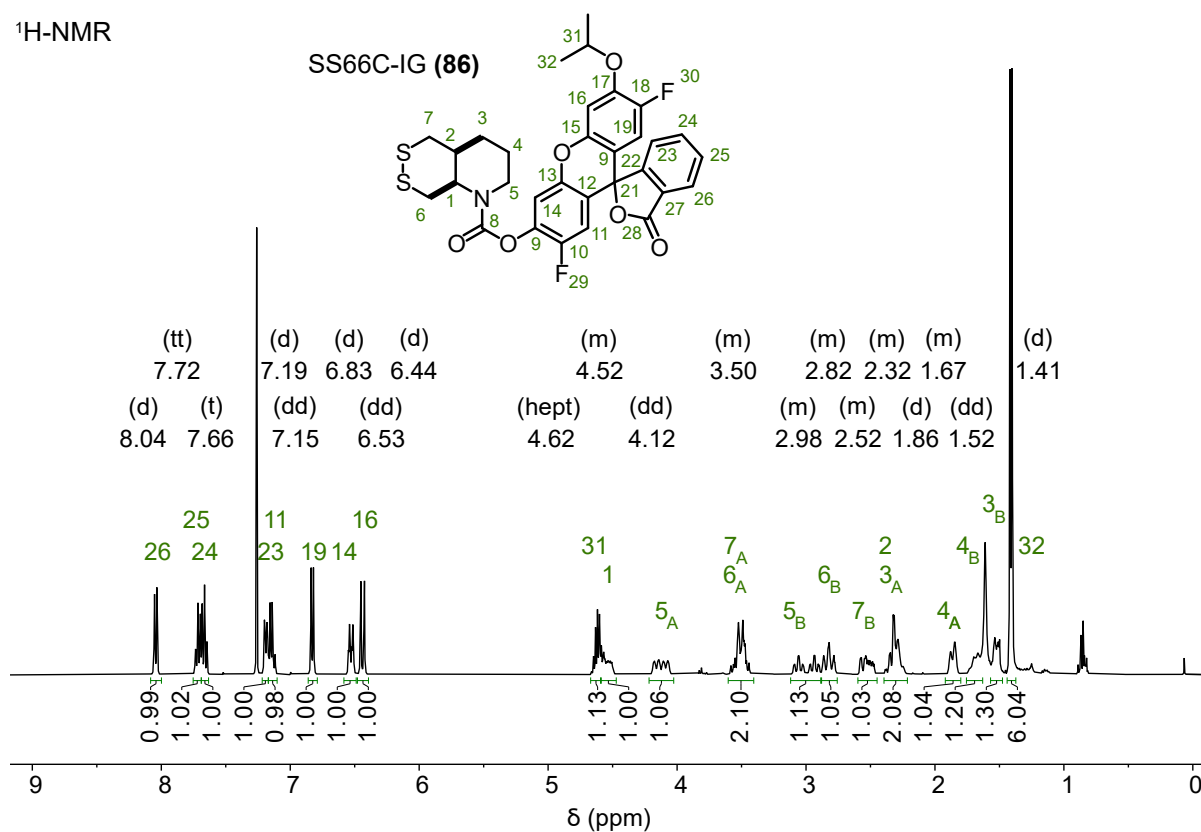 ¹H-NMR
SS66C-IG (86)
31
32
O
30
17
18
F
16
7
3
15
19
24
2
4
O
9
22
23
25
S
13
12
S
5
21
26
1
N
14
27
6
8
11
O
28
O
O
9
10
O
F
29
(tt) (d) (d) (d) (m) (m) (m) (m) (m) (d)
7.72 7.19 6.83 6.44 4.52 3.50 2.82 2.32 1.67 1.41
(d) (t) (dd) (dd) (hept) (dd) (m) (m) (d) (dd)
8.04 7.66 7.15 6.53 4.62 4.12 2.98 2.52 1.86 1.52
25 11 16 3B
26 24 23 19 14 31 7A 2 4B 32
1 6A 6B 3A
5A 5B 7B 4A
0.99 1.02 1.00 1.00 0.98 1.00 1.00 1.00 1.13 1.00 1.06 2.10 1.13 1.05 1.03 2.08 1.04 1.20 1.30 6.04
9 8 7 6 5 4 3 2 1 0
δ (ppm)